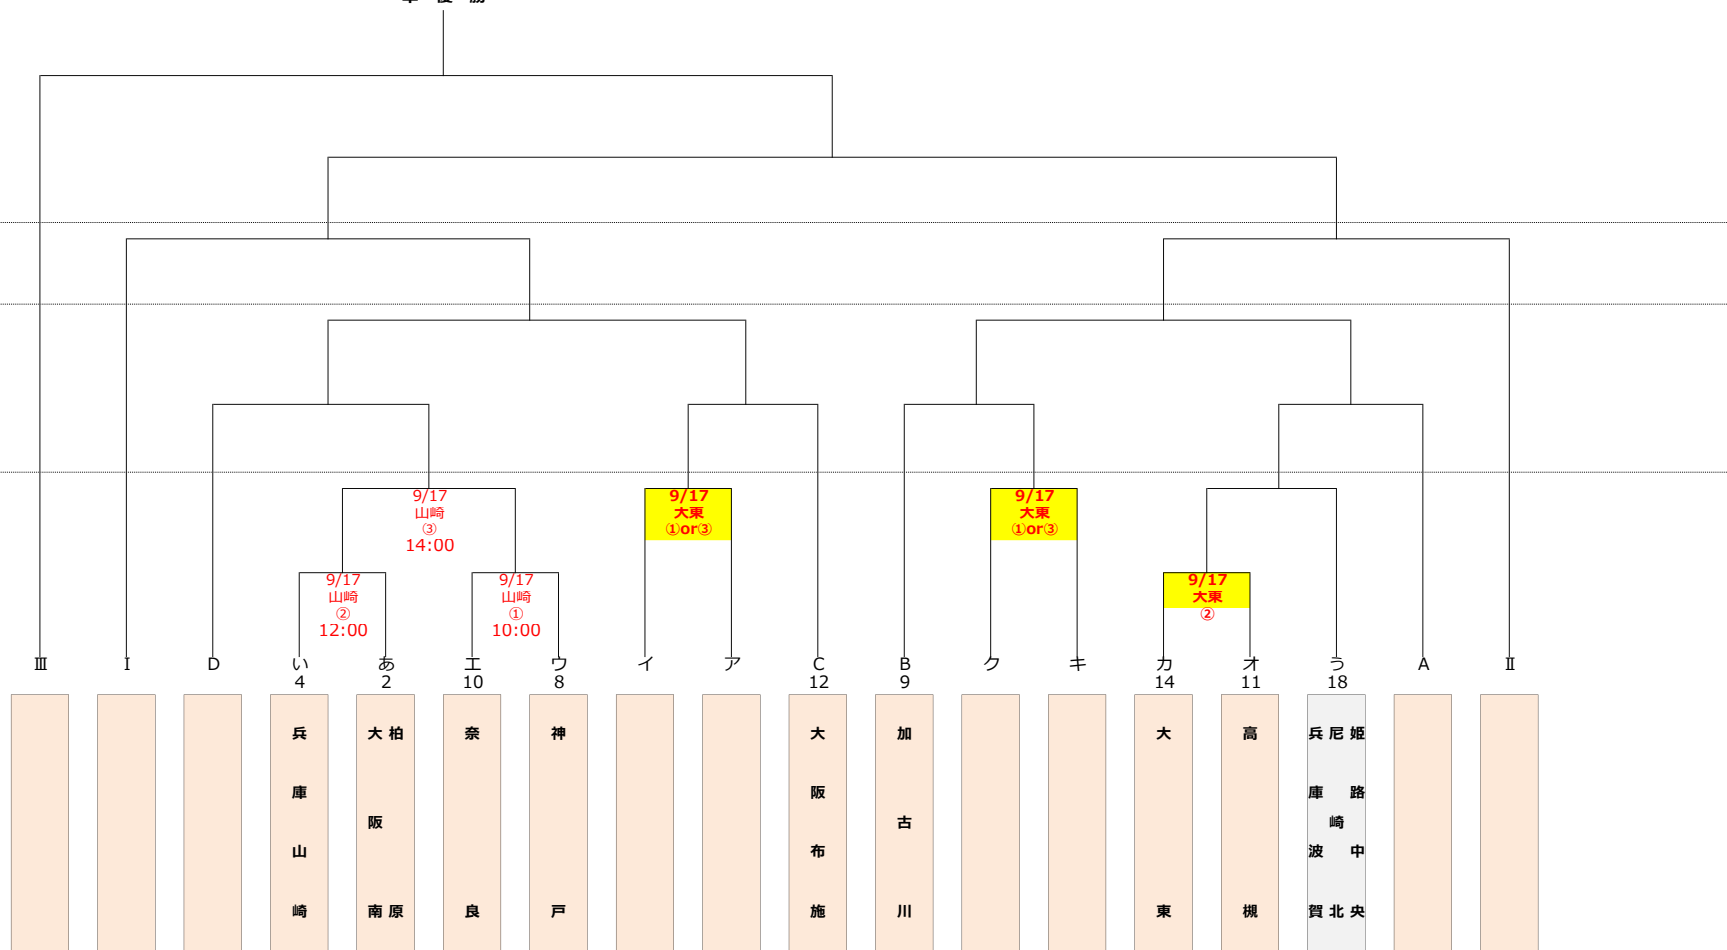 9/17
山崎
③
14:00
9/17
大東
①or③
9/17
大東
①or③
9/17
山崎
②
12:00
9/17
山崎
①
10:00
9/17
大東
②
Ⅲ Ⅰ D い あ エ ウ イ ア C B ク キ カ オ う A Ⅱ
4 2 10 8 12 9 14 11 18
兵庫山崎
柏原
大阪南
奈良
神戸
大阪布施
加古川
大東
高槻
姫路中央
尼崎北
兵庫波賀